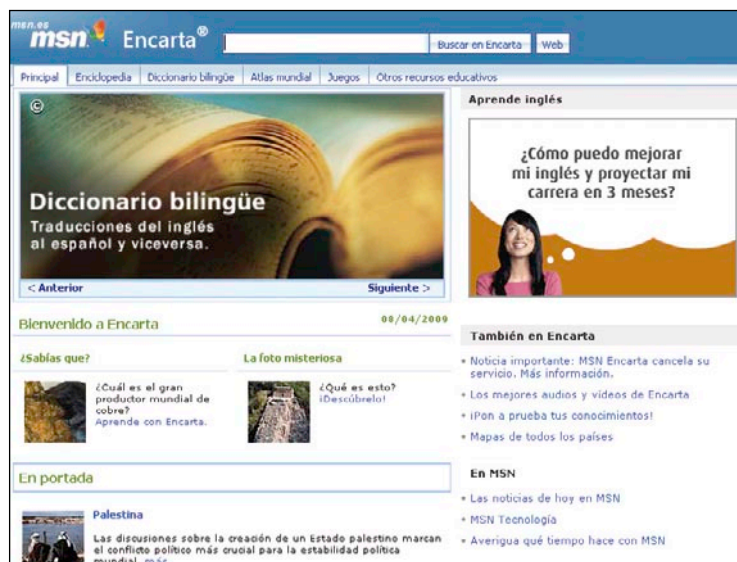 msn.es
msn Encarta®
Buscar en Encarta Web
Principal Enciclopedia Diccionario bilingüe Atlas mundial Juegos Otros recursos educativos
©
Diccionario bilingüe
Traducciones del inglés
al español y viceversa.
< Anterior Siguiente >
Aprende inglés
¿Cómo puedo mejorar
mi inglés y proyectar mi
carrera en 3 meses?
Bienvenido a Encarta 08/04/2009
¿Sabías que?
¿Cuál es el gran
productor mundial de
cobre?
Aprende con Encarta.
La foto misteriosa
¿Qué es esto?
¡Descúbrelo!
En portada
Palestina
Las discusiones sobre la creación de un Estado palestino marcan
el conflicto político más crucial para la estabilidad política
mundial. más
También en Encarta
Noticia importante: MSN Encarta cancela su
servicio. Más información.
Los mejores audios y vídeos de Encarta
¡Pon a prueba tus conocimientos!
Mapas de todos los países
En MSN
Las noticias de hoy en MSN
MSN Tecnología
Averigua qué tiempo hace con MSN